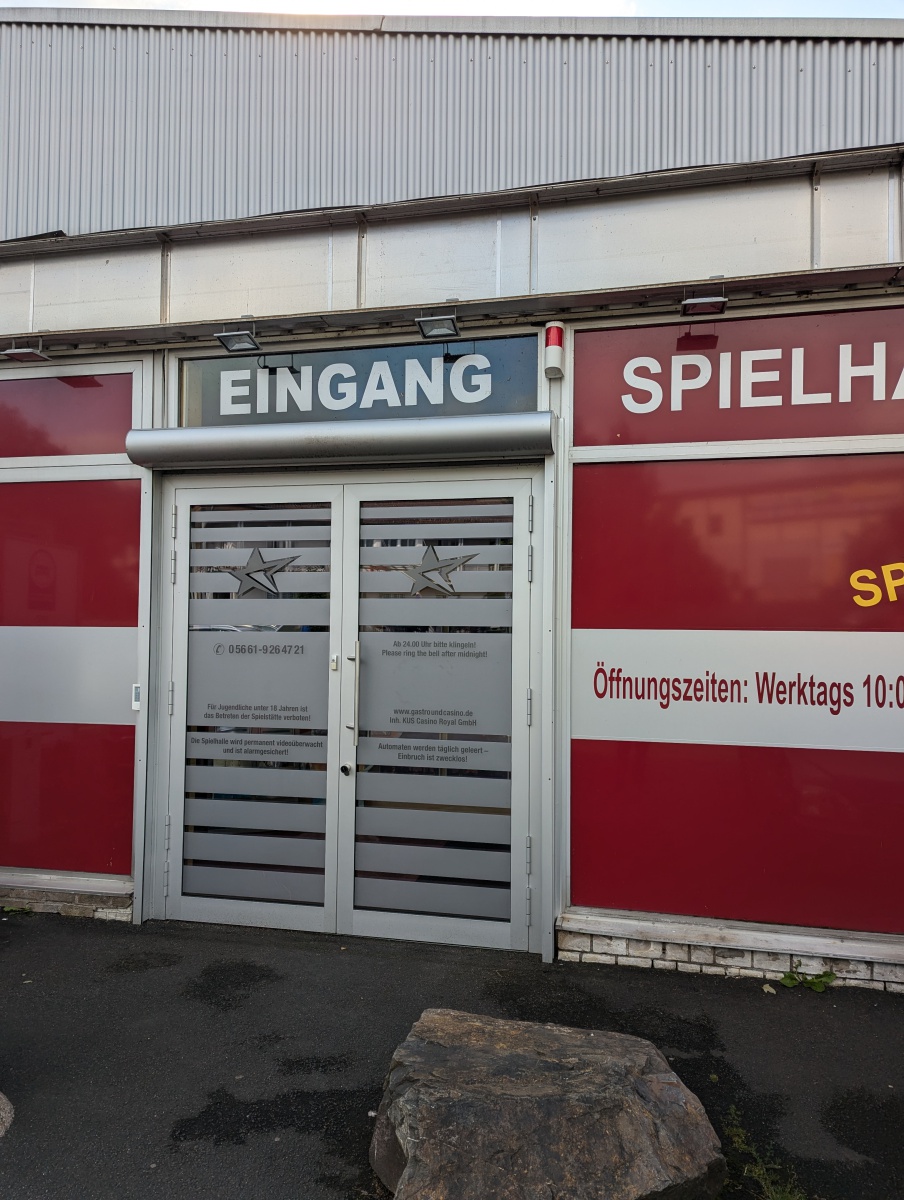 EINGANG
SPIELHA
SP
Öffnungszeiten: Werktags 10:0
✆ 05661-9264721
Für Jugendliche unter 18 Jahren ist
das Betreten der Spielstätte verboten!
Die Spielhalle wird permanent videoüberwacht
und ist alarmgesichert!
Ab 24.00 Uhr bitte klingeln!
Please ring the bell after midnight!
www.gastroundcasino.de
Inh. KUS Casino Royal GmbH
Automaten werden täglich geleert –
Einbruch ist zwecklos!